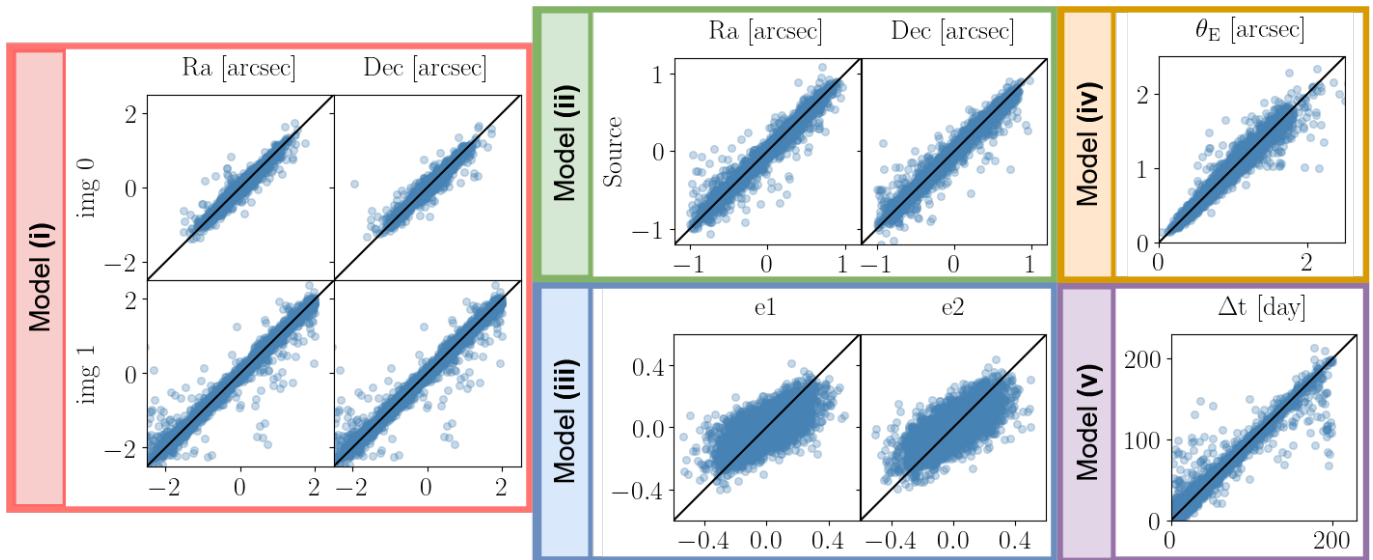 Model (i)
Ra [arcsec]
Dec [arcsec]
img 0
2
0
−2
img 1
2
0
−2
−2
0
2
−2
0
2
Model (ii)
Ra [arcsec]
Dec [arcsec]
Source
1
0
−1
−1
0
1
−1
0
1
Model (iv)
θE [arcsec]
2
1
0
0
2
Model (iii)
e1
e2
0.4
0.0
−0.4
−0.4
0.0
0.4
−0.4
0.0
0.4
Model (v)
Δt [day]
200
100
0
0
200